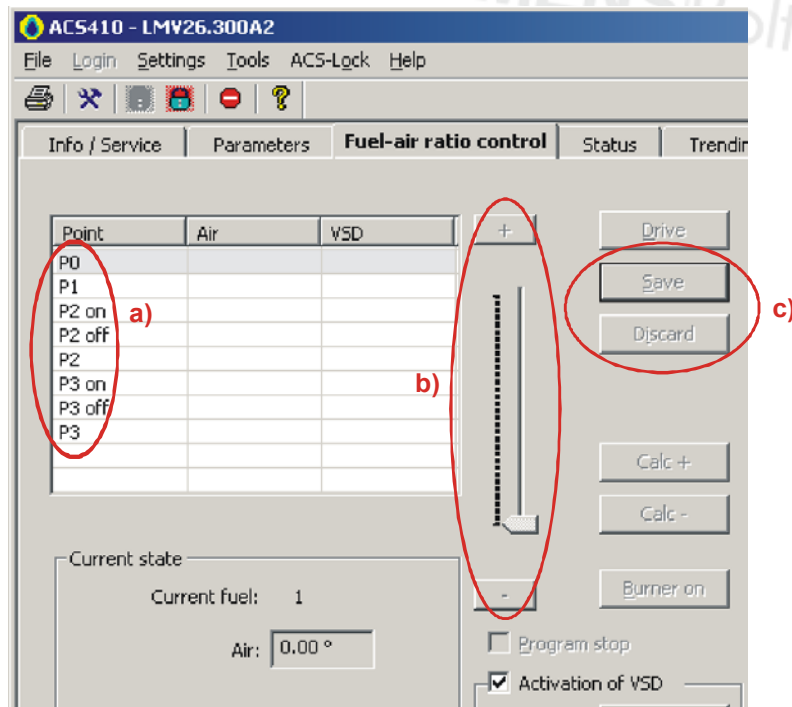 ACS410 - LMV26.300A2
File Login Settings Tools ACS-Lock Help
Info / Service Parameters Fuel-air ratio control Status
Point Air VSD + Drive
P0
P1 Save
P2 on a)
c)
P2 off Discard
P2
P3 on b)
P3 off
P3
Calc +
Calc -
Current state
Current fuel: 1 - Burner on
Air: 0.00 ° Program stop
Activation of VSD